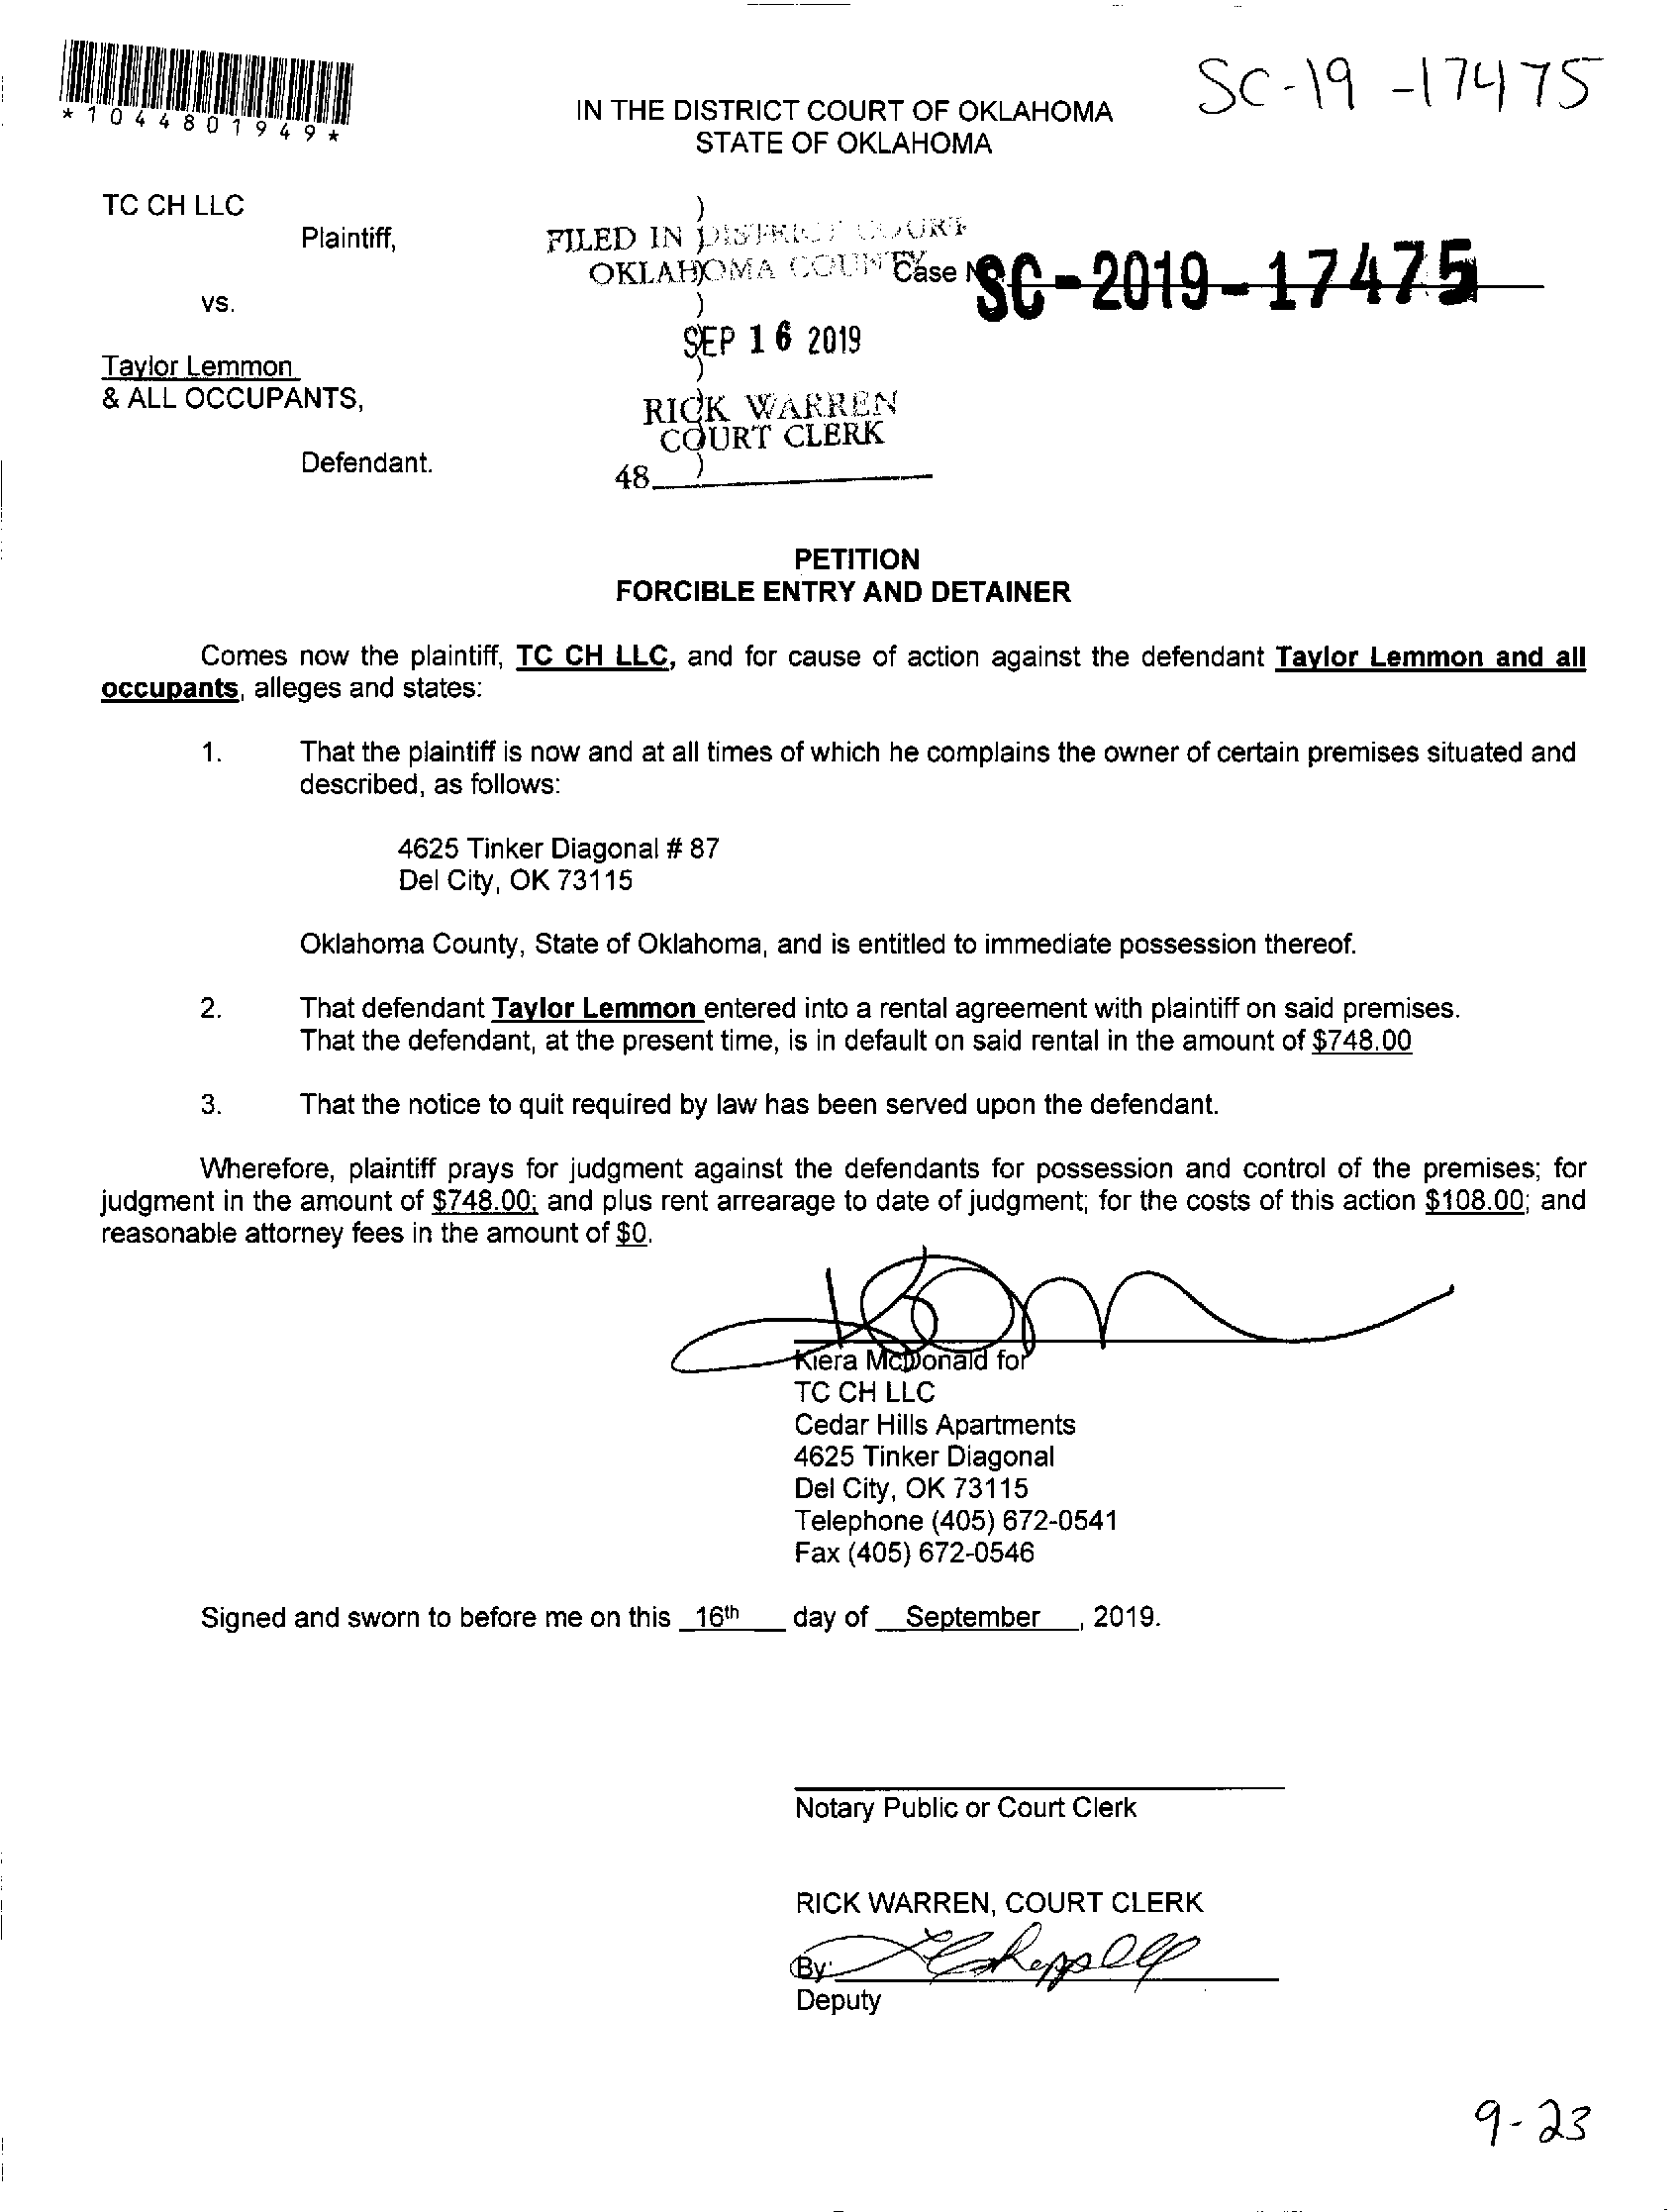 SC-19-17475
*1044801949*
IN THE DISTRICT COURT OF OKLAHOMA
STATE OF OKLAHOMA
TC CH LLC
Plaintiff,
vs.
Taylor Lemmon
& ALL OCCUPANTS,
Defendant.
)
)
)
)
)
)
)
FILED IN DISTRICT COURT
OKLAHOMA COUNTY
SEP 16 2019
RICK WARREN
COURT CLERK
48
Case
SC-2019-17475
PETITION
FORCIBLE ENTRY AND DETAINER
Comes now the plaintiff, TC CH LLC, and for cause of action against the defendant Taylor Lemmon and all
occupants, alleges and states:
1. That the plaintiff is now and at all times of which he complains the owner of certain premises situated and
described, as follows:
4625 Tinker Diagonal # 87
Del City, OK 73115
Oklahoma County, State of Oklahoma, and is entitled to immediate possession thereof.
2. That defendant Taylor Lemmon entered into a rental agreement with plaintiff on said premises.
That the defendant, at the present time, is in default on said rental in the amount of $748.00
3. That the notice to quit required by law has been served upon the defendant.
Wherefore, plaintiff prays for judgment against the defendants for possession and control of the premises; for
judgment in the amount of $748.00; and plus rent arrearage to date of judgment; for the costs of this action $108.00; and
reasonable attorney fees in the amount of $0.
Kiera McDonald for
TC CH LLC
Cedar Hills Apartments
4625 Tinker Diagonal
Del City, OK 73115
Telephone (405) 672-0541
Fax (405) 672-0546
Signed and sworn to before me on this 16th day of September, 2019.
Notary Public or Court Clerk
RICK WARREN, COURT CLERK
By:
Deputy
9-23